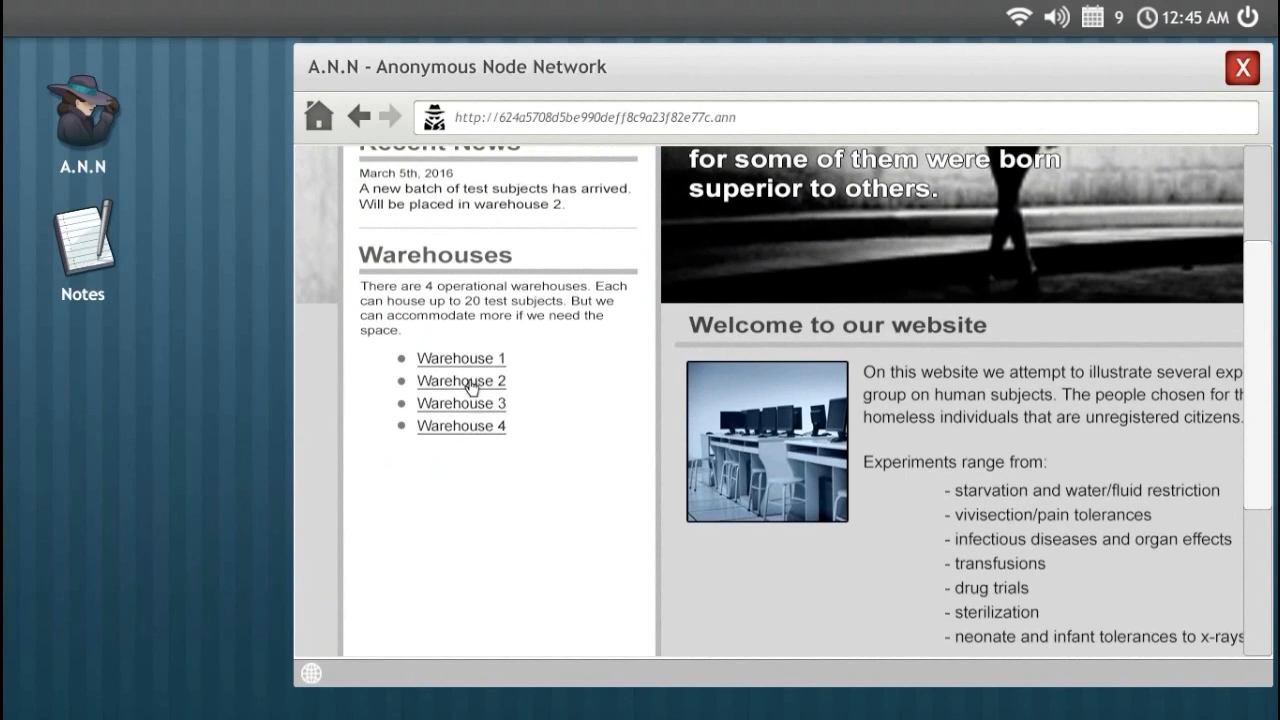 9
12:45 AM
A.N.N
Notes
A.N.N - Anonymous Node Network
X
http://624a5708d5be990deff8c9a23f82e77c.ann
Recent News
March 5th, 2016
A new batch of test subjects has arrived.
Will be placed in warehouse 2.
Warehouses
There are 4 operational warehouses. Each
can house up to 20 test subjects. But we
can accommodate more if we need the
space.
Warehouse 1
Warehouse 2
Warehouse 3
Warehouse 4
for some of them were born
superior to others.
Welcome to our website
On this website we attempt to illustrate several exp
group on human subjects. The people chosen for th
homeless individuals that are unregistered citizens.
Experiments range from:
- starvation and water/fluid restriction
- vivisection/pain tolerances
- infectious diseases and organ effects
- transfusions
- drug trials
- sterilization
- neonate and infant tolerances to x-rays